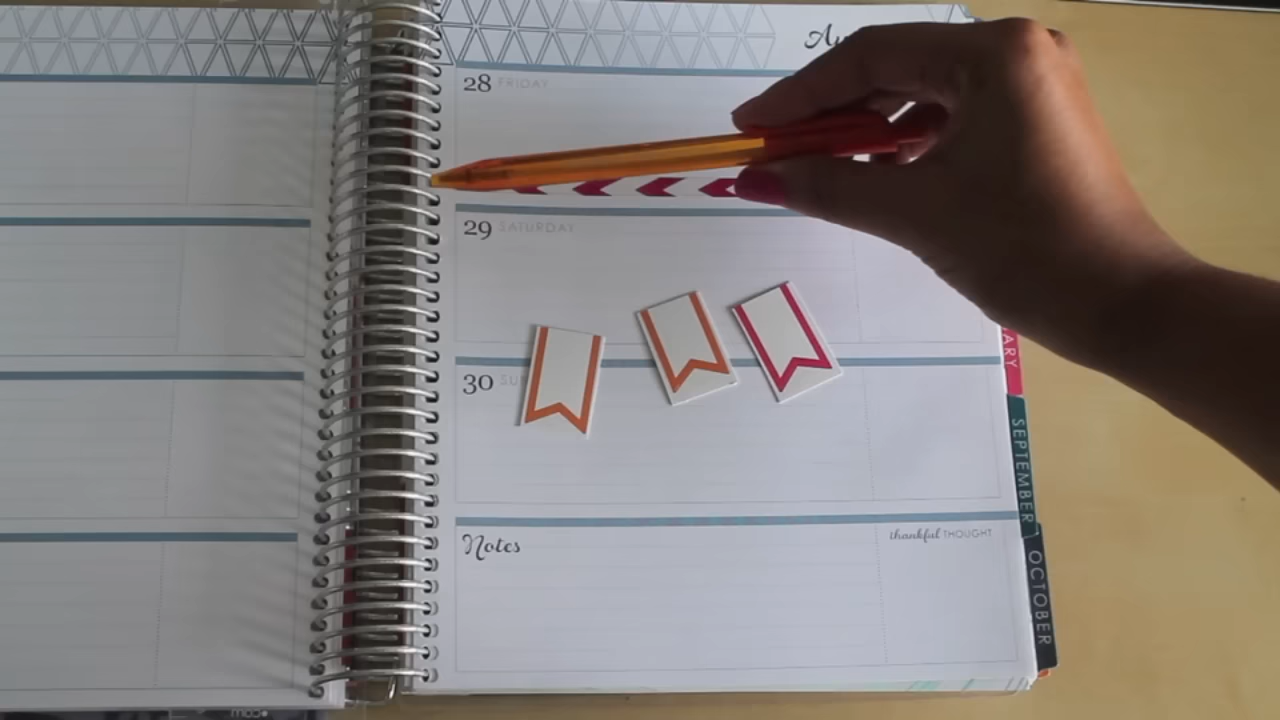 28 FRIDAY
29 SATURDAY
30
Notes
thankful THOUGHT
SEPTEMBER
OCTOBER